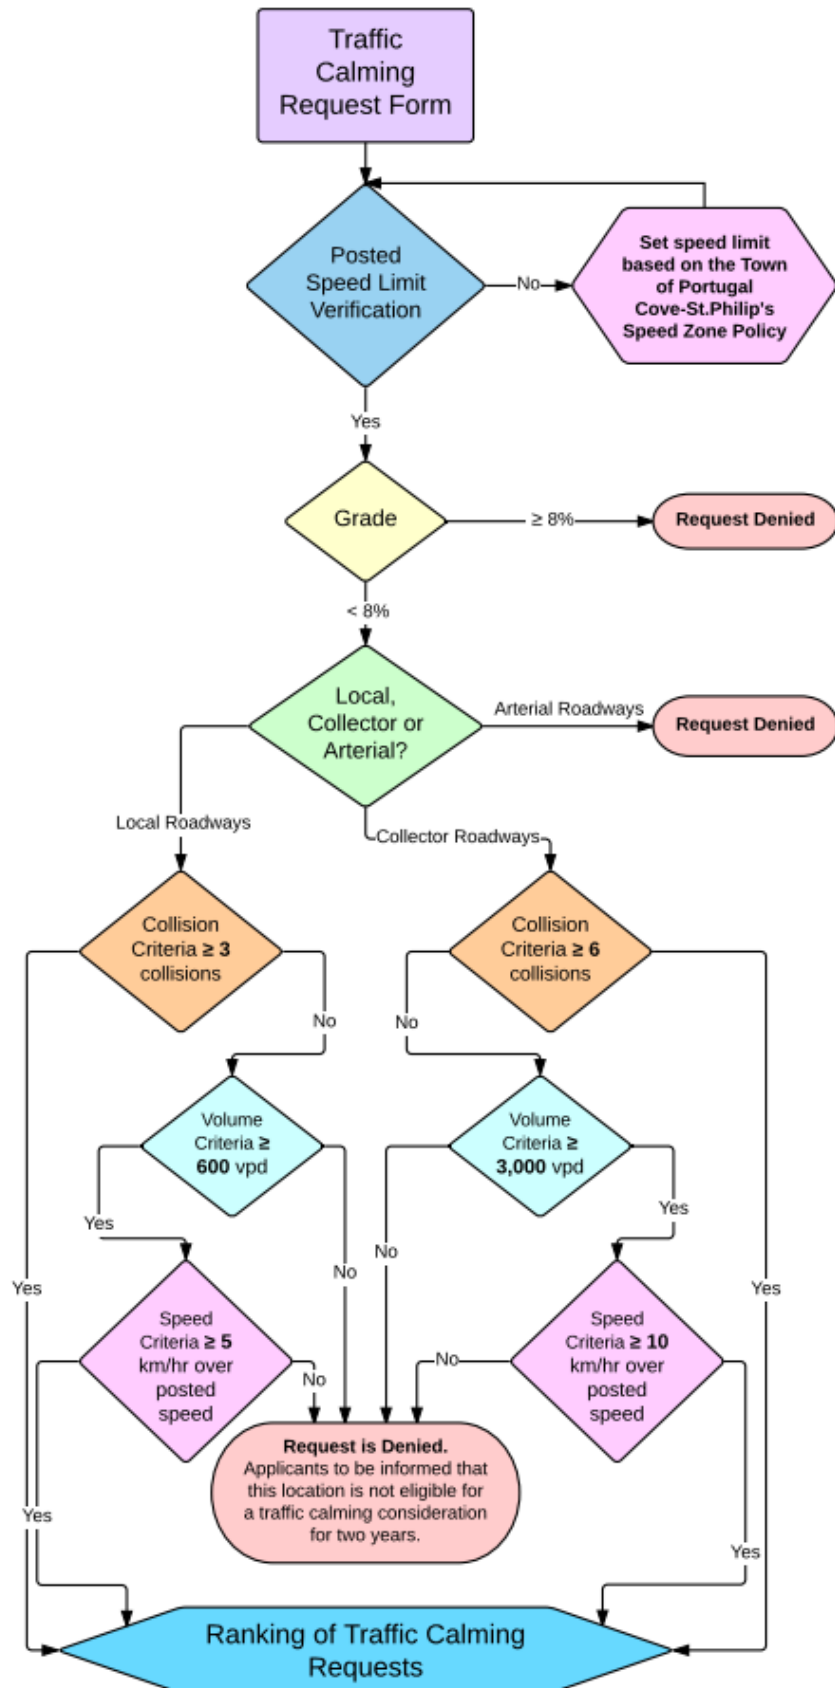 Traffic
Calming
Request Form
Posted
Speed Limit
Verification
No
Set speed limit
based on the Town
of Portugal
Cove-St.Philip's
Speed Zone Policy
Yes
Grade
≥ 8%
Request Denied
< 8%
Local,
Collector or
Arterial?
Arterial Roadways
Request Denied
Local Roadways
Collector Roadways
Collision
Criteria ≥ 3
collisions
Collision
Criteria ≥ 6
collisions
No
No
Volume
Criteria ≥
600 vpd
Volume
Criteria ≥
3,000 vpd
Yes
Yes
No
No
Yes
Yes
Speed
Criteria ≥ 5
km/hr over
posted
speed
Speed
Criteria ≥ 10
km/hr over
posted
speed
No
No
Request is Denied.
Applicants to be informed that
this location is not eligible for
a traffic calming consideration
for two years.
Yes
Yes
Ranking of Traffic Calming
Requests